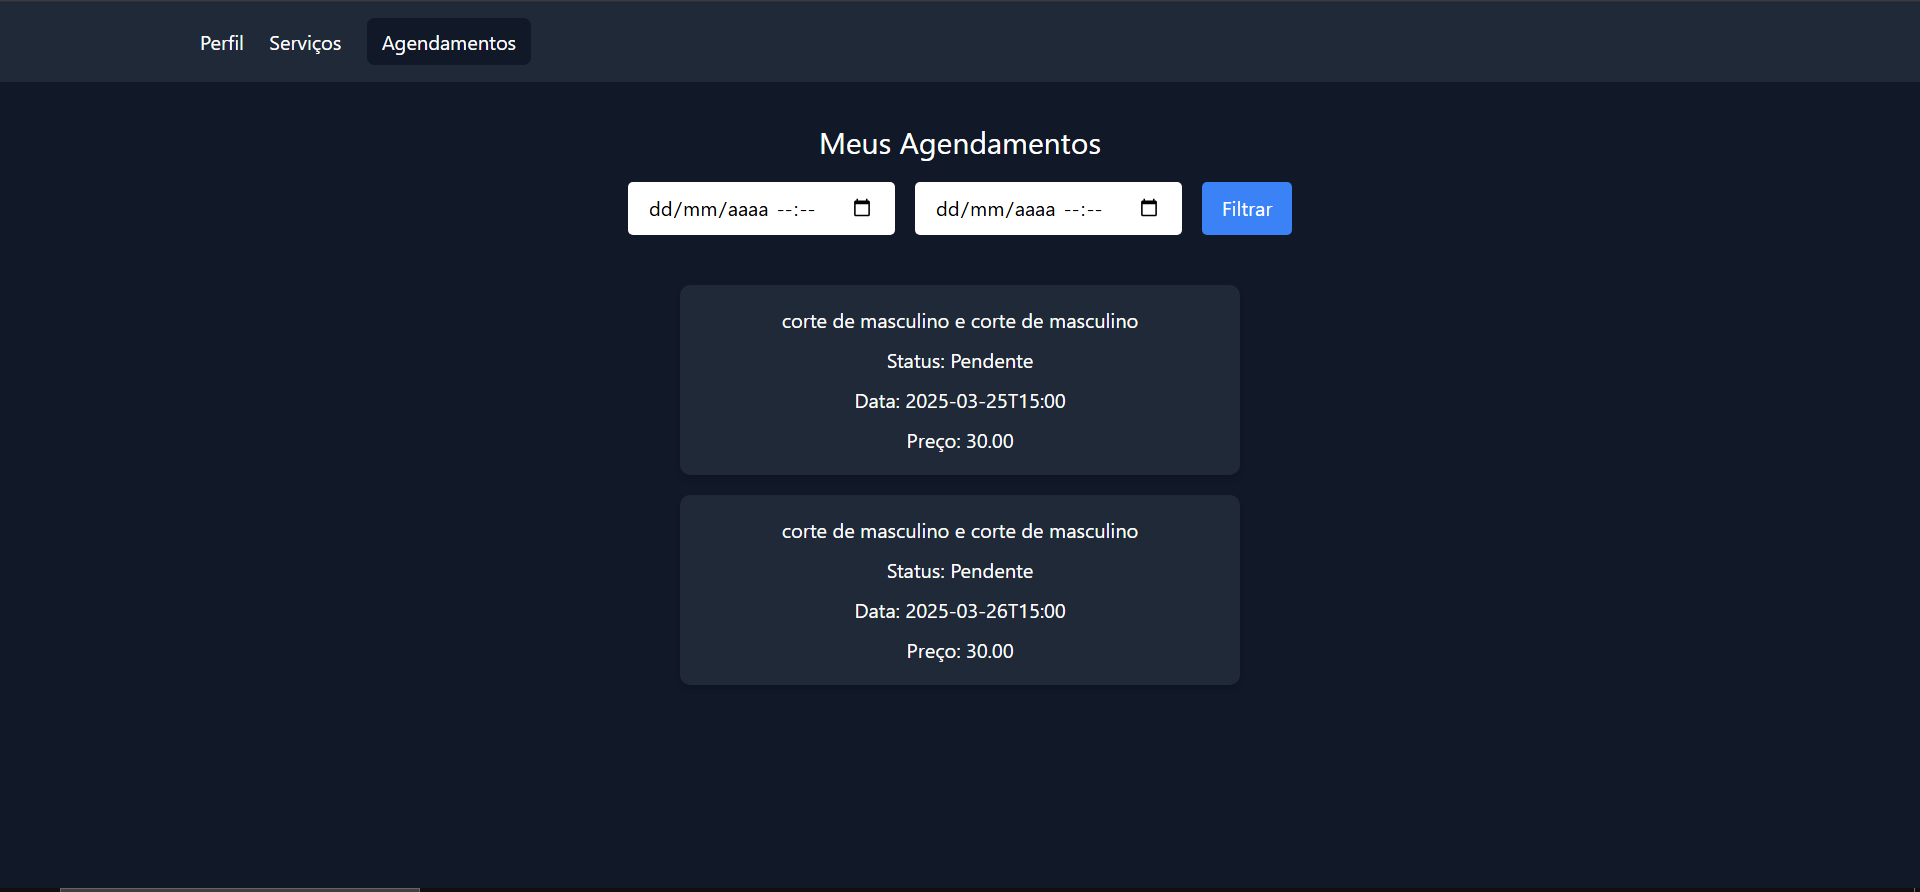 Perfil Serviços Agendamentos
Meus Agendamentos
dd/mm/aaaa --:-- dd/mm/aaaa --:-- Filtrar
corte de masculino e corte de masculino
Status: Pendente
Data: 2025-03-25T15:00
Preço: 30.00
corte de masculino e corte de masculino
Status: Pendente
Data: 2025-03-26T15:00
Preço: 30.00